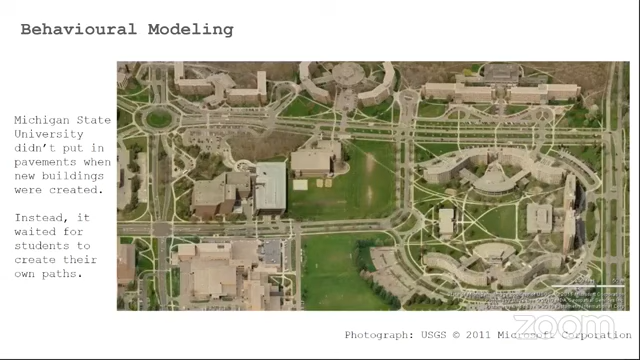 Behavioural Modeling
Michigan State
University
didn't put in
pavements when
new buildings
were created.
Instead, it
waited for
students to
create their
own paths.
Photograph: USGS © 2011 Microsoft Corporation
zoom